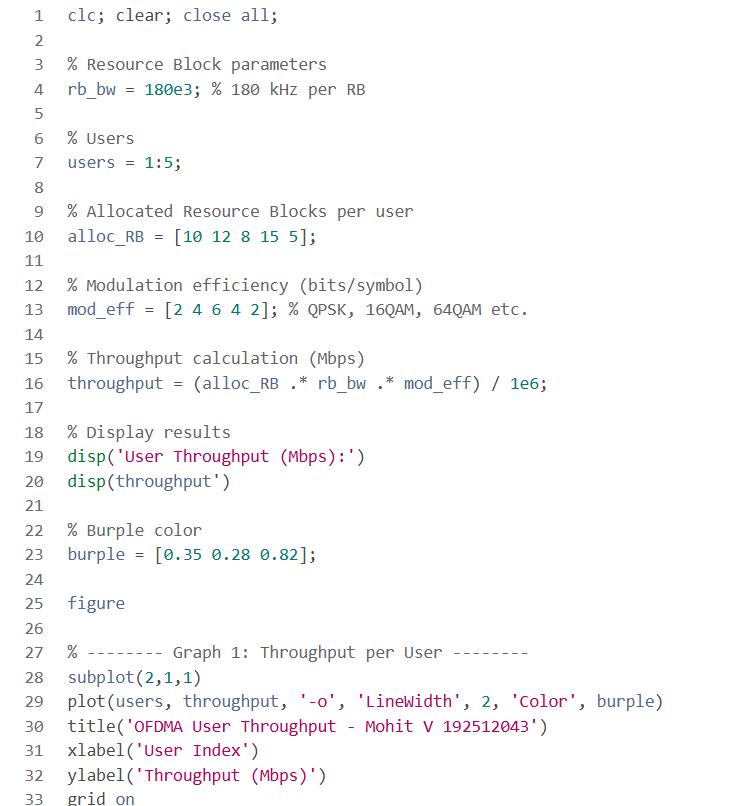 1 clc; clear; close all;
2
3 % Resource Block parameters
4 rb_bw = 180e3; % 180 kHz per RB
5
6 % Users
7 users = 1:5;
8
9 % Allocated Resource Blocks per user
10 alloc_RB = [10 12 8 15 5];
11
12 % Modulation efficiency (bits/symbol)
13 mod_eff = [2 4 6 4 2]; % QPSK, 16QAM, 64QAM etc.
14
15 % Throughput calculation (Mbps)
16 throughput = (alloc_RB .* rb_bw .* mod_eff) / 1e6;
17
18 % Display results
19 disp('User Throughput (Mbps):')
20 disp(throughput')
21
22 % Burple color
23 burple = [0.35 0.28 0.82];
24
25 figure
26
27 % -------- Graph 1: Throughput per User --------
28 subplot(2,1,1)
29 plot(users, throughput, '-o', 'LineWidth', 2, 'Color', burple)
30 title('OFDMA User Throughput - Mohit V 192512043')
31 xlabel('User Index')
32 ylabel('Throughput (Mbps)')
33 grid on